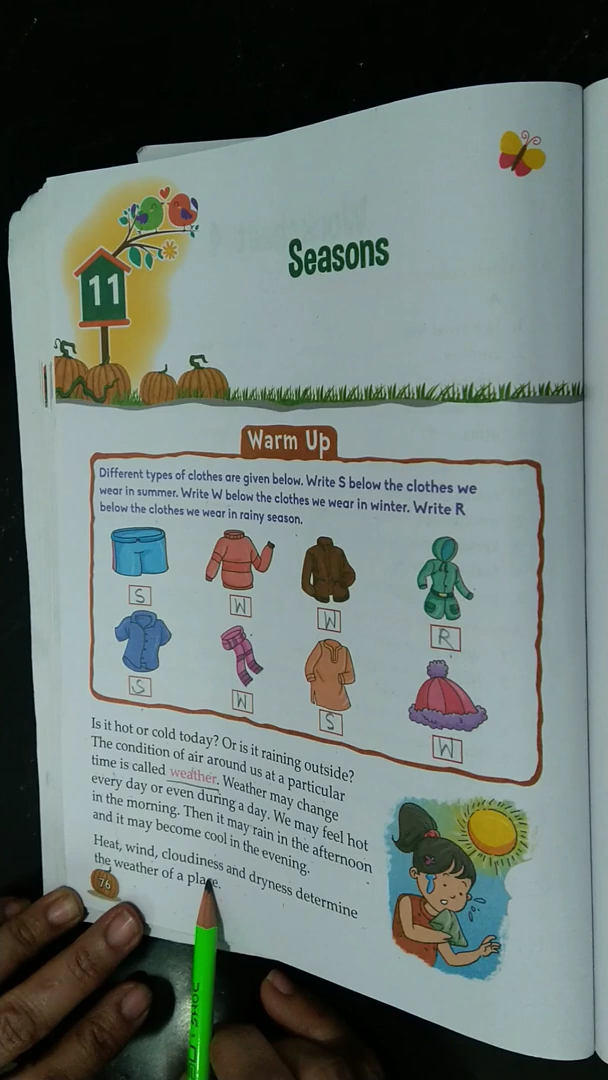 11
Seasons
Warm Up
Different types of clothes are given below. Write S below the clothes we
wear in summer. Write W below the clothes we wear in winter. Write R
below the clothes we wear in rainy season.
S W W R
S W S W
Is it hot or cold today? Or is it raining outside?
The condition of air around us at a particular
time is called weather. Weather may change
every day or even during a day. We may feel hot
in the morning. Then it may rain in the afternoon
and it may become cool in the evening.
Heat, wind, cloudiness and dryness determine
the weather of a place.
76